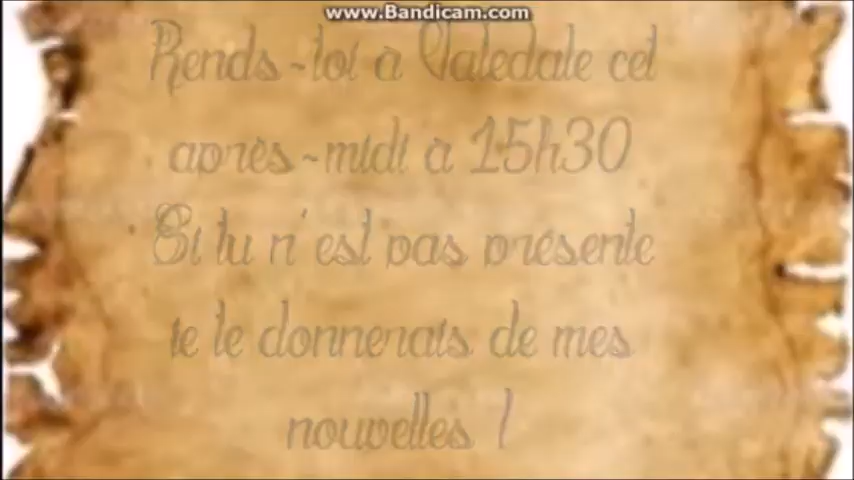 www.Bandicam.com
Rends-toi à Valedale cet
après-midi à 15h30
Si tu n'est pas présente
je te donnerais de mes
nouvelles !